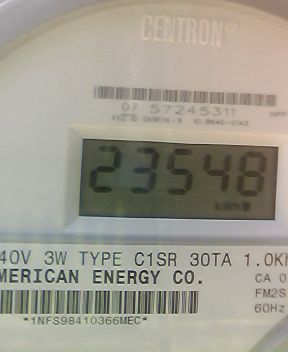 CENTRON®
07 57245311
23548
kWh
40V 3W TYPE C1SR 30TA 1.0K
MERICAN ENERGY CO.
CA 0
FM2S
60Hz
*1NFS98410366MEC*